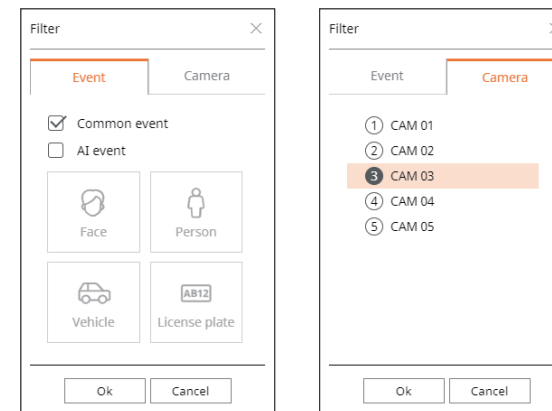 Filter
Event Camera
Common event
AI event
Face Person
AB12
Vehicle License plate
Ok Cancel
Filter
Event Camera
1 CAM 01
2 CAM 02
3 CAM 03
4 CAM 04
5 CAM 05
Ok Cancel